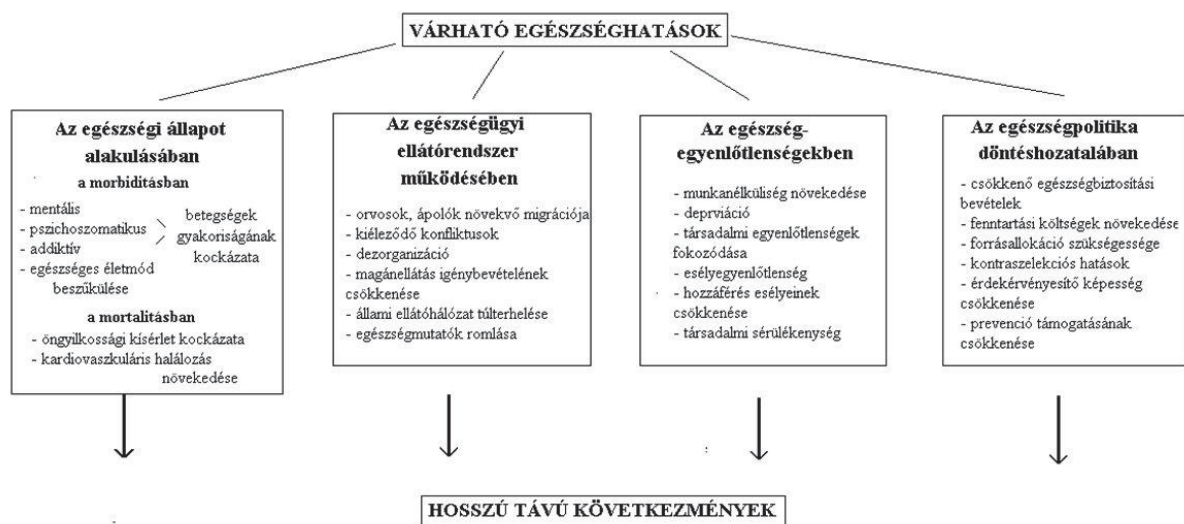 VÁRHATÓ EGÉSZSÉGHATÁSOK
Az egészségi állapot
alakulásában
a morbiditásban
- mentális
- pszichoszomatikus
- addiktív
- egészséges életmód
beszűkülése
betegségek
gyakoriságának
kockázata
a mortalitásban
- öngyilkossági kísérlet kockázata
- kardiovaszkuláris halálozás
növekedése
Az egészségügyi
ellátórendszer
működésében
- orvosok, ápolók növekvő migrációja
- kiéleződő konfliktusok
- dezorganizáció
- magánellátás igénybevételének
csökkenése
- állami ellátóhálózat túlterhelése
- egészségmutatók romlása
Az egészség-
egyenlőtlenségekben
- munkanélküliség növekedése
- deprviáció
- társadalmi egyenlőtlenségek
fokozódása
- esélyegyenlőtlenség
- hozzáférés esélyeinek
csökkenése
- társadalmi sérülékenység
Az egészségpolitika
döntéshozatalában
- csökkenő egészségbiztosítási
bevételek
- fenntartási költségek növekedése
- forrásallokáció szükségessége
- kontraszelekciós hatások
- érdekérvényesítő képesség
csökkenése
- prevenció támogatásának
csökkenése
HOSSZÚ TÁVÚ KÖVETKEZMÉNYEK